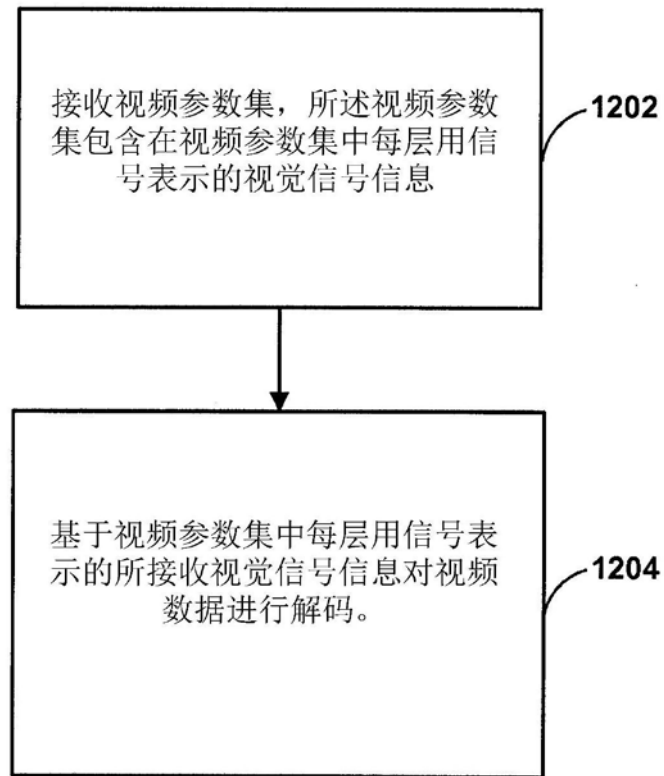 接收视频参数集，所述视频参数
集包含在视频参数集中每层用信
号表示的视觉信号信息
1202
基于视频参数集中每层用信号表
示的所接收视觉信号信息对视频
数据进行解码。
1204